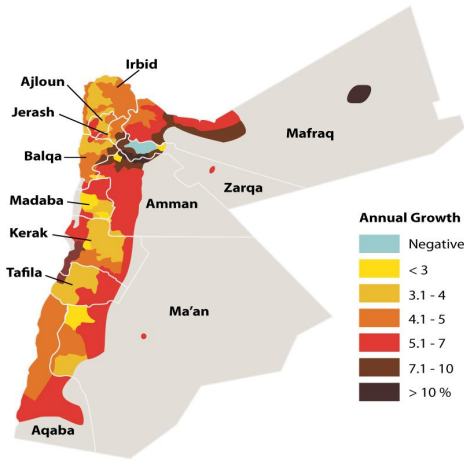 Irbid
Ajloun
Jerash
Mafraq
Balqa
Zarqa
Madaba
Amman
Kerak
Tafila
Ma'an
Aqaba
Annual Growth
Negative
< 3
3.1 - 4
4.1 - 5
5.1 - 7
7.1 - 10
> 10 %